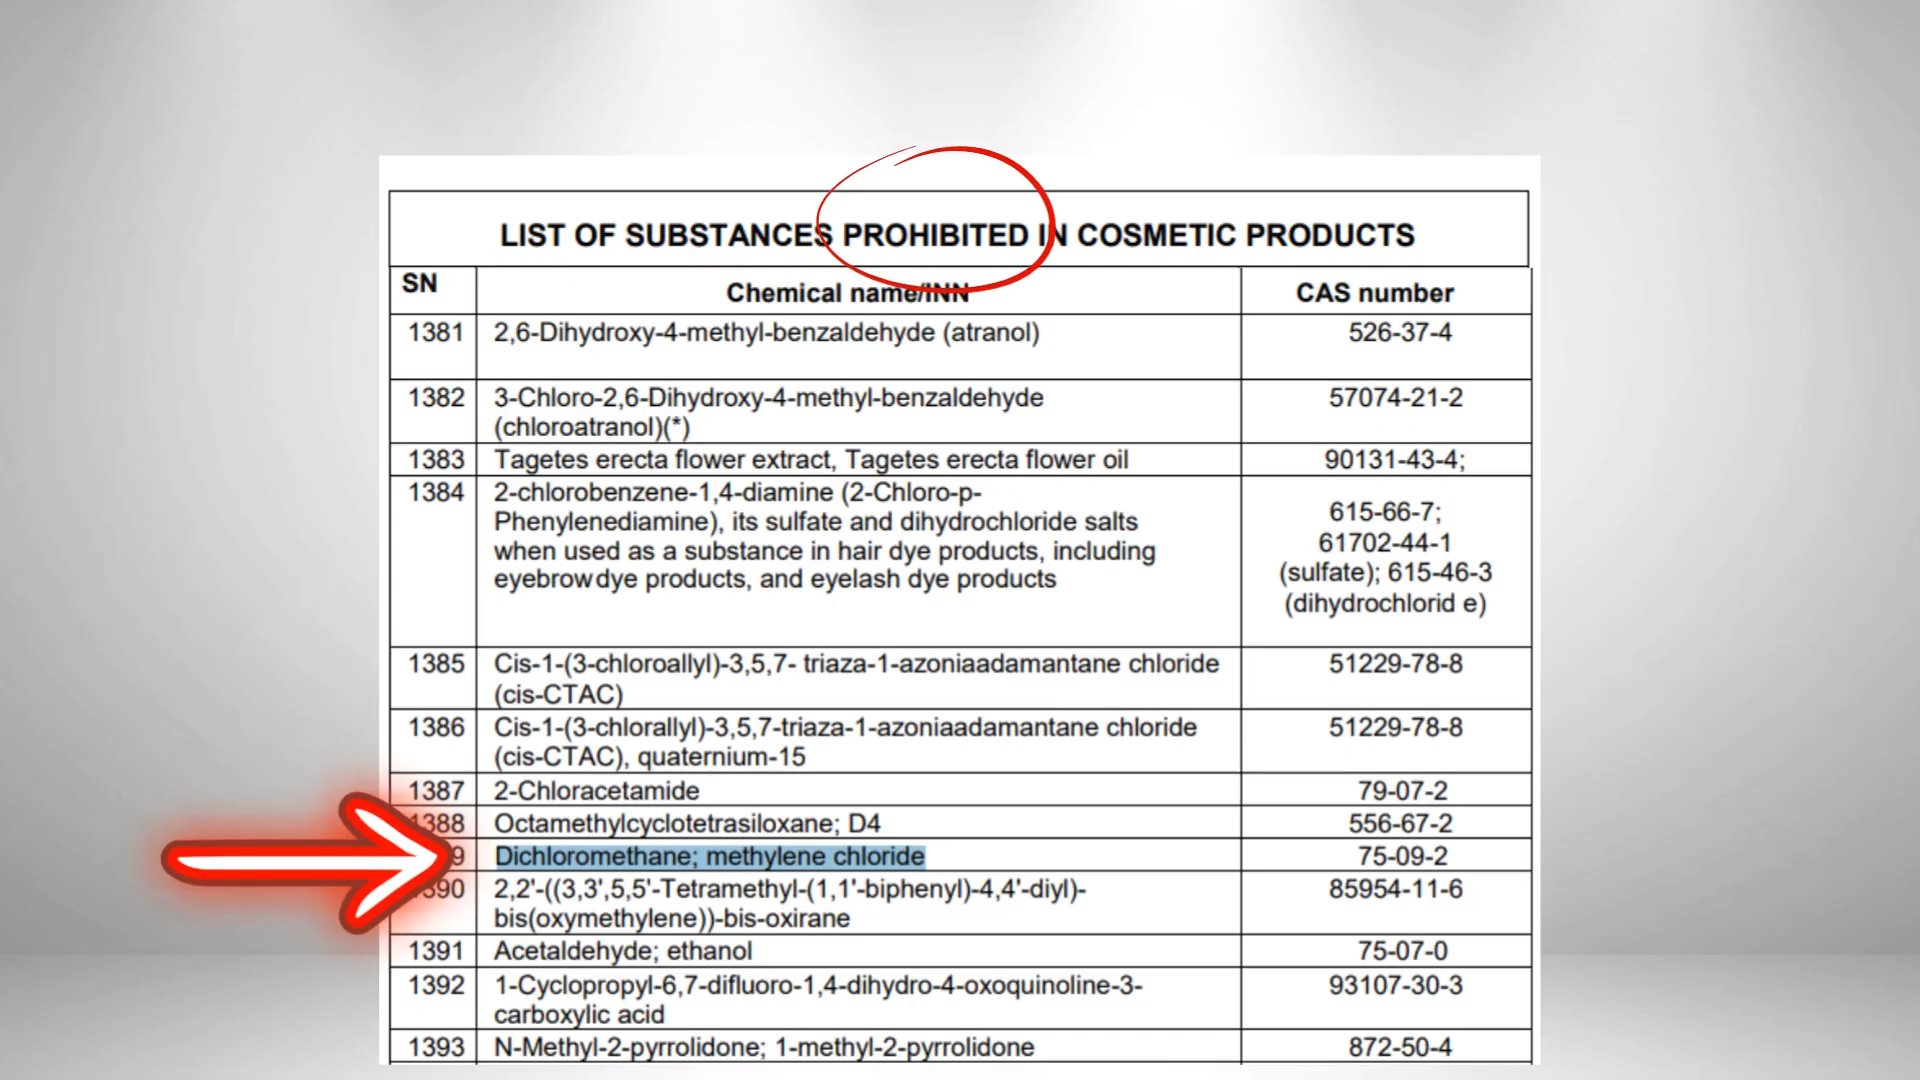 LIST OF SUBSTANCES PROHIBITED IN COSMETIC PRODUCTS
SN Chemical name/INN CAS number
1381 2,6-Dihydroxy-4-methyl-benzaldehyde (atranol) 526-37-4
1382 3-Chloro-2,6-Dihydroxy-4-methyl-benzaldehyde 57074-21-2
(chloroatranol)(*)
1383 Tagetes erecta flower extract, Tagetes erecta flower oil 90131-43-4;
1384 2-chlorobenzene-1,4-diamine (2-Chloro-p-
Phenylenediamine), its sulfate and dihydrochloride salts 615-66-7;
when used as a substance in hair dye products, including 61702-44-1
eyebrow dye products, and eyelash dye products (sulfate); 615-46-3
(dihydrochlorid e)
1385 Cis-1-(3-chloroallyl)-3,5,7- triaza-1-azoniaadamantane chloride 51229-78-8
(cis-CTAC)
1386 Cis-1-(3-chlorallyl)-3,5,7-triaza-1-azoniaadamantane chloride 51229-78-8
(cis-CTAC), quaternium-15
1387 2-Chloracetamide 79-07-2
1388 Octamethylcyclotetrasiloxane; D4 556-67-2
9 Dichloromethane; methylene chloride 75-09-2
390 2,2'-((3,3',5,5'-Tetramethyl-(1,1'-biphenyl)-4,4'-diyl)- 85954-11-6
bis(oxymethylene))-bis-oxirane
1391 Acetaldehyde; ethanol 75-07-0
1392 1-Cyclopropyl-6,7-difluoro-1,4-dihydro-4-oxoquinoline-3- 93107-30-3
carboxylic acid
1393 N-Methyl-2-pyrrolidone; 1-methyl-2-pyrrolidone 872-50-4